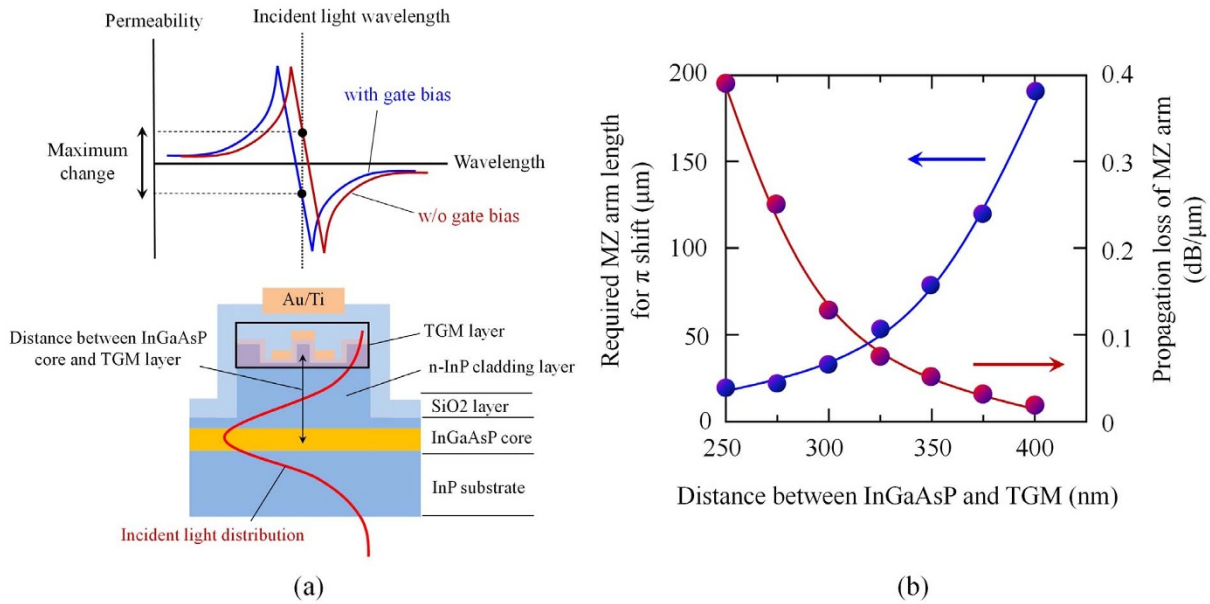 (a)
Permeability
Incident light wavelength
with gate bias
Maximum
change
Wavelength
w/o gate bias
Au/Ti
Distance between InGaAsP
core and TGM layer
TGM layer
n-InP cladding layer
SiO2 layer
InGaAsP core
InP substrate
Incident light distribution
(a)
(b)
200
150
100
50
0
Required MZ arm length
for π shift (μm)
0.4
0.3
0.2
0.1
0
Propagation loss of MZ arm
(dB/μm)
250 300 350 400
Distance between InGaAsP and TGM (nm)
(b)